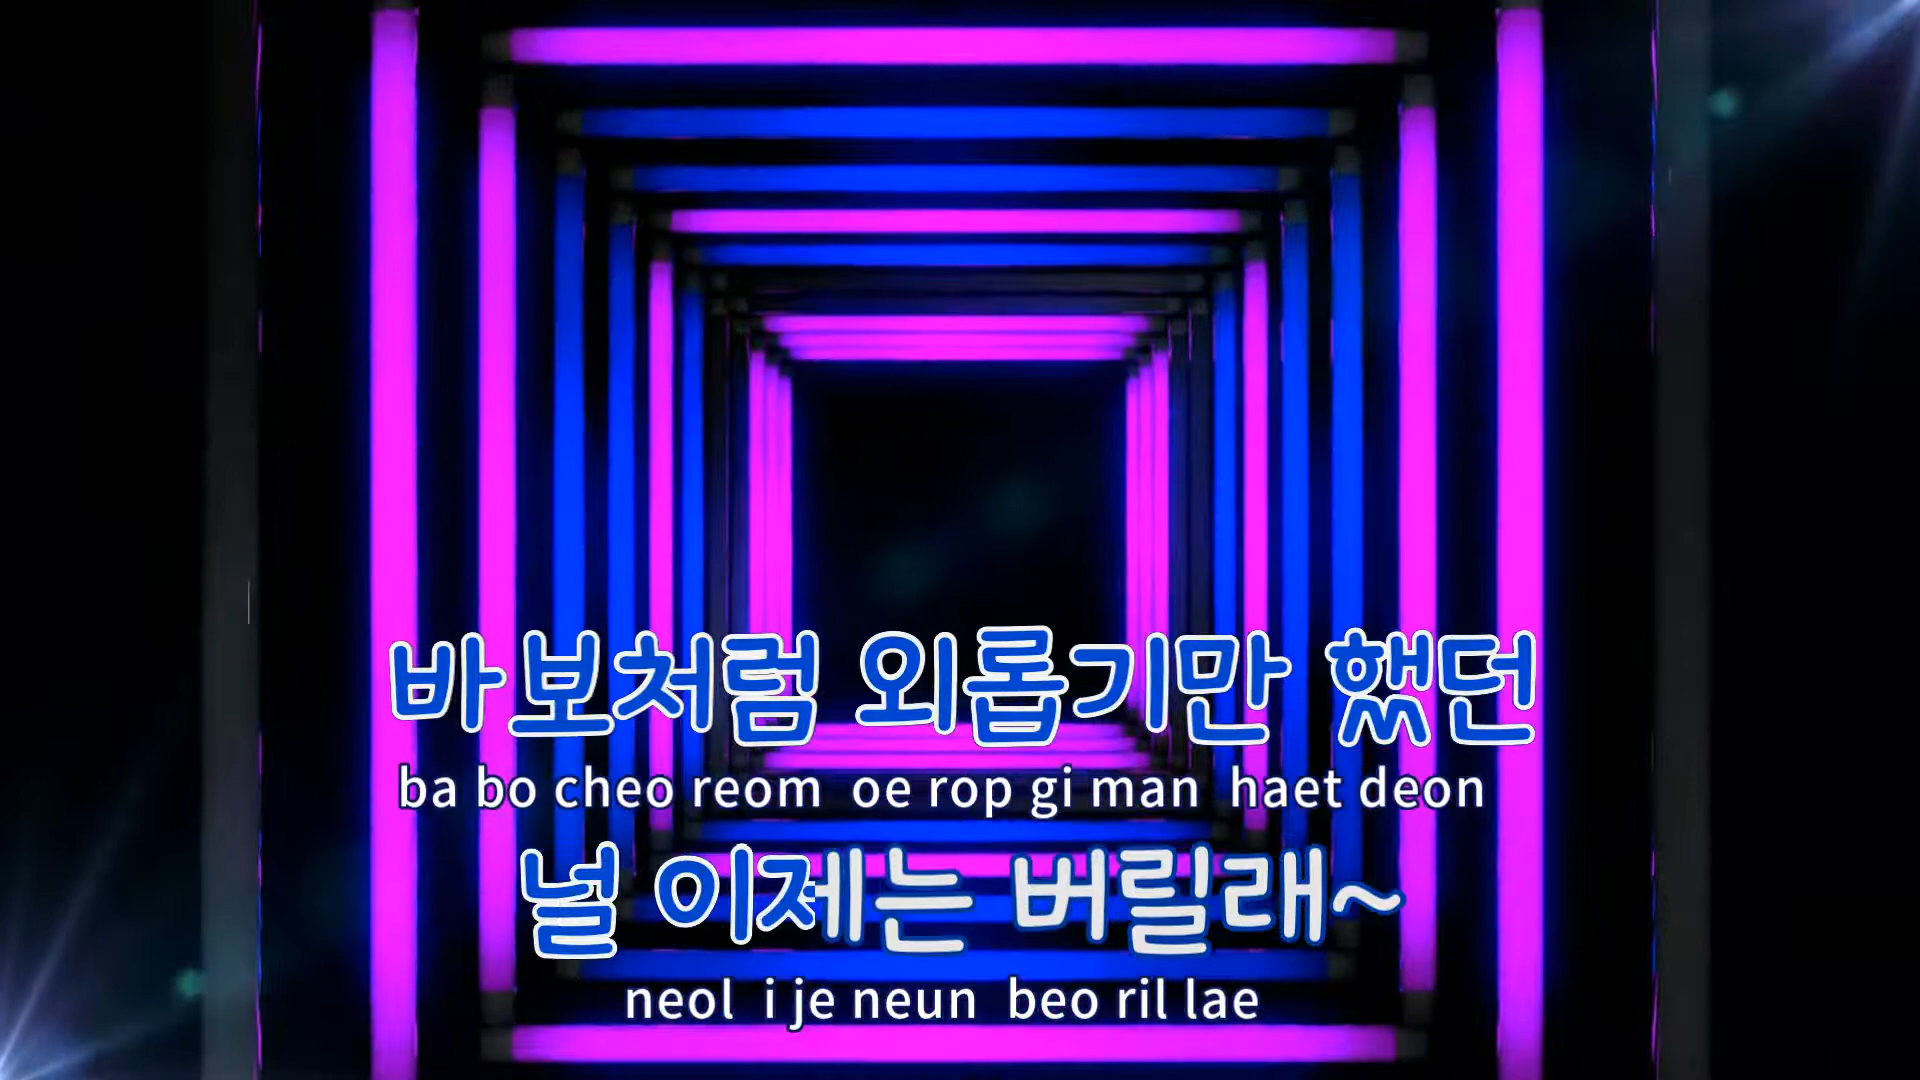 바보처럼 외롭기만 했던
ba bo cheo reom oe rop gi man haet deon
널 이제는 버릴래~
neol i je neun beo ril lae